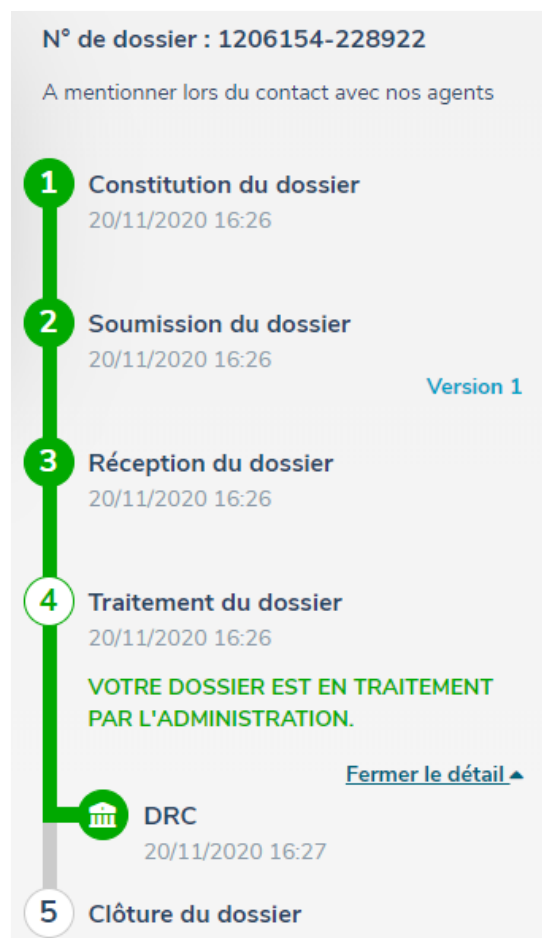 N° de dossier : 1206154-228922
A mentionner lors du contact avec nos agents
1 Constitution du dossier
20/11/2020 16:26
2 Soumission du dossier
20/11/2020 16:26
Version 1
3 Réception du dossier
20/11/2020 16:26
4 Traitement du dossier
20/11/2020 16:26
VOTRE DOSSIER EST EN TRAITEMENT
PAR L'ADMINISTRATION.
Fermer le détail
DRC
20/11/2020 16:27
5 Clôture du dossier